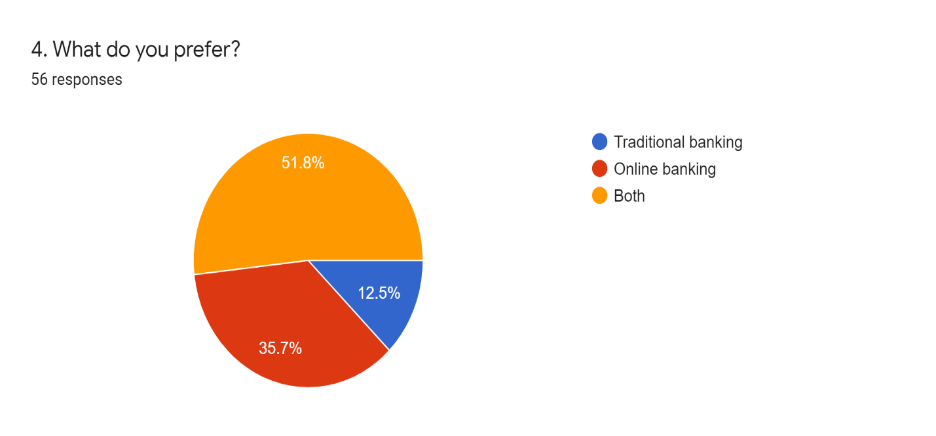 4. What do you prefer?
56 responses
51.8%
12.5%
35.7%
Traditional banking
Online banking
Both